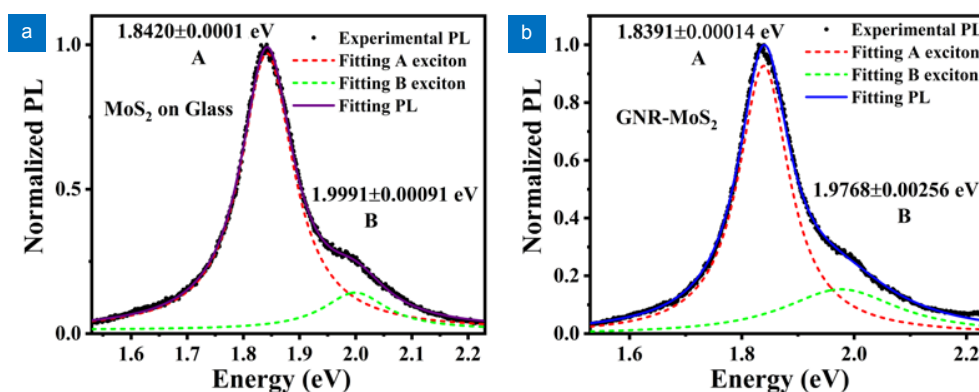 a
1.8420±0.0001 eV
A
MoS₂ on Glass
Experimental PL
Fitting A exciton
Fitting B exciton
Fitting PL
1.9991±0.00091 eV
B
Normalized PL
1.0
0.5
0.0
1.6 1.7 1.8 1.9 2.0 2.1 2.2
Energy (eV)
b
1.8391±0.00014 eV
A
GNR-MoS₂
Experimental PL
Fitting A exciton
Fitting B exciton
Fitting PL
1.9768±0.00256 eV
B
Normalized PL
1.0
0.8
0.6
0.4
0.2
0.0
1.6 1.8 2.0 2.2
Energy (eV)